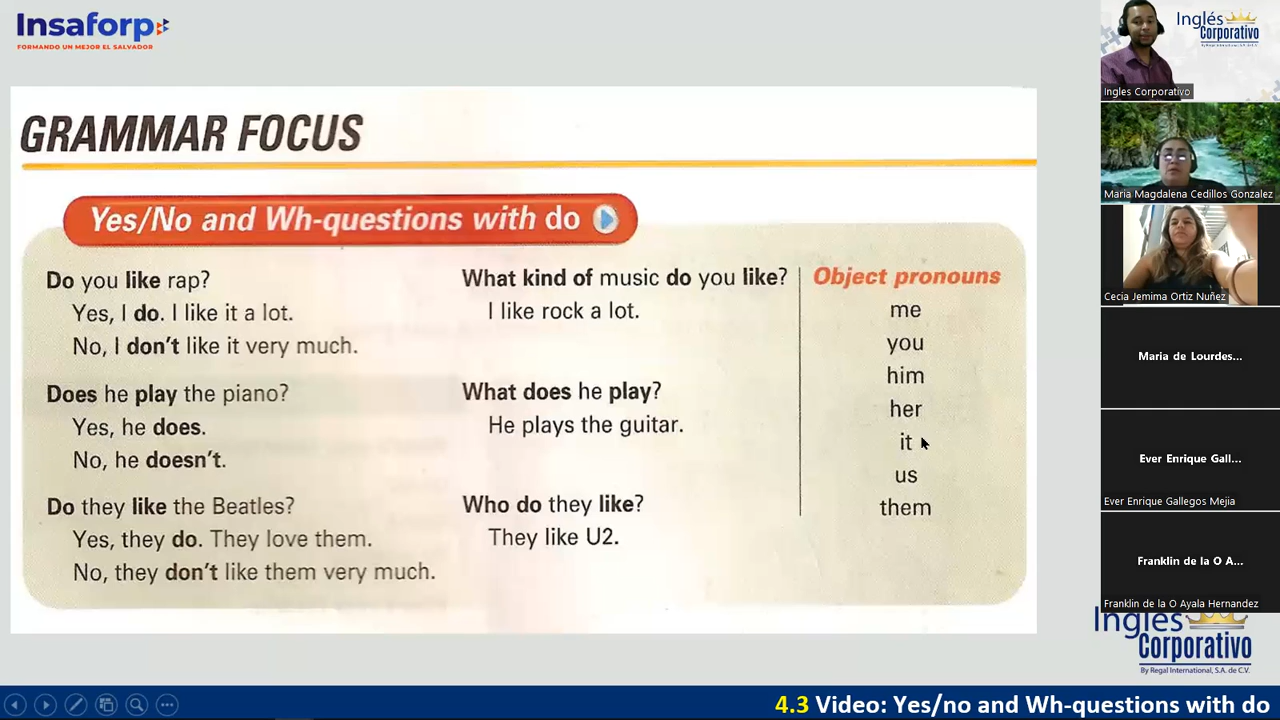 Insaforp
FORMANDO UN MEJOR EL SALVADOR
GRAMMAR FOCUS
Yes/No and Wh-questions with do
Do you like rap?
Yes, I do. I like it a lot.
No, I don't like it very much.
Does he play the piano?
Yes, he does.
No, he doesn't.
Do they like the Beatles?
Yes, they do. They love them.
No, they don't like them very much.
What kind of music do you like?
I like rock a lot.
What does he play?
He plays the guitar.
Who do they like?
They like U2.
Object pronouns
me
you
him
her
it
us
them
Inglés
Corporativo
Ingles Corporativo
Maria Magdalena Cedillos Gonzalez
Cecia Jemima Ortiz Nuñez
Maria de Lourdes...
Ever Enrique Gall...
Ever Enrique Gallegos Mejia
Franklin de la O A...
Franklin de la O Ayala Hernandez
Inglés
Corporativo
By Regal International, S.A. de C.V.
4.3 Video: Yes/no and Wh-questions with do